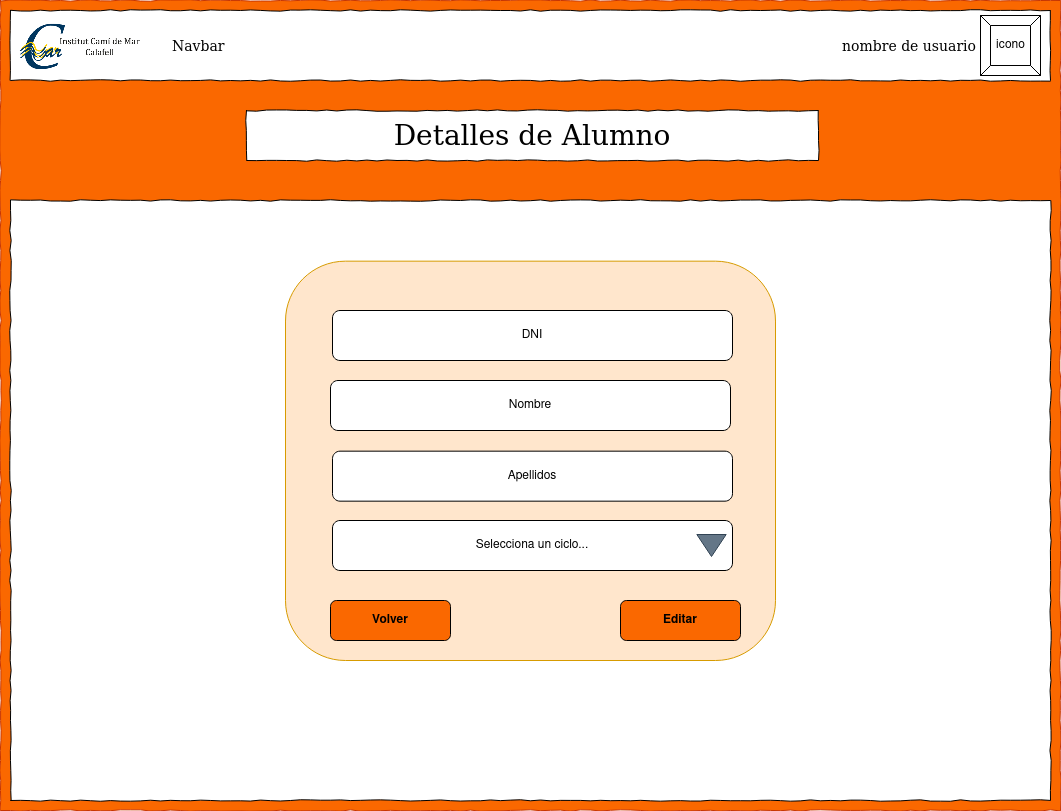 Institut Camí de Mar
Calafell
Navbar
nombre de usuario
icono
Detalles de Alumno
DNI
Nombre
Apellidos
Selecciona un ciclo...
Volver
Editar